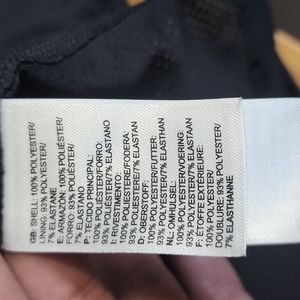 GB: SHELL: 100% POLYESTER/
LINING: 93% POLYESTER/
7% ELASTANE
E: ARMAZÓN: 100% POLIÉSTER/
FORRO: 93% POLIÉSTER/
7% ELASTANO
P: TECIDO PRINCIPAL:
100% POLIÉSTER/FORRO:
93% POLIÉSTER/7% ELASTANO
I: RIVESTIMENTO:
100% POLIESTERE/FODERA:
93% POLIESTERE/7% ELASTAN
D: OBERSTOFF:
100% POLYESTER/FUTTER:
93% POLYESTER/7% ELASTHAN
NL: OMHULSEL:
100% POLYESTER/VOERING:
93% POLYESTER/7% ELASTHAAN
F: ÉTOFFE EXTÉRIEURE:
100% POLYESTER/
DOUBLURE: 93% POLYESTER/
7% ELASTHANNE